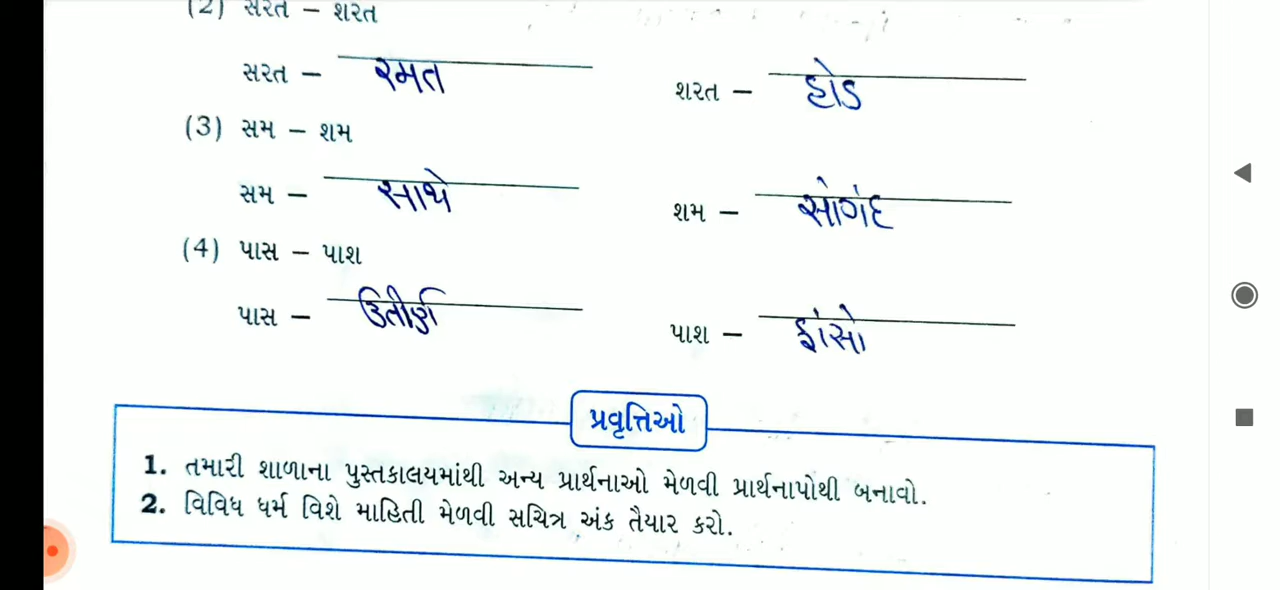 (2) સરત – શરત
સરત – રમત શરત – હોડ
(3) સમ – શમ
સમ – સાથે શમ – સોગંદ
(4) પાસ – પાશ
પાસ – ઉતીર્ણ પાશ – ફાંસો
પ્રવૃત્તિઓ
1. તમારી શાળાના પુસ્તકાલયમાંથી અન્ય પ્રાર્થનાઓ મેળવી પ્રાર્થનાપોથી બનાવો.
2. વિવિધ ધર્મ વિશે માહિતી મેળવી સચિત્ર અંક તૈયાર કરો.